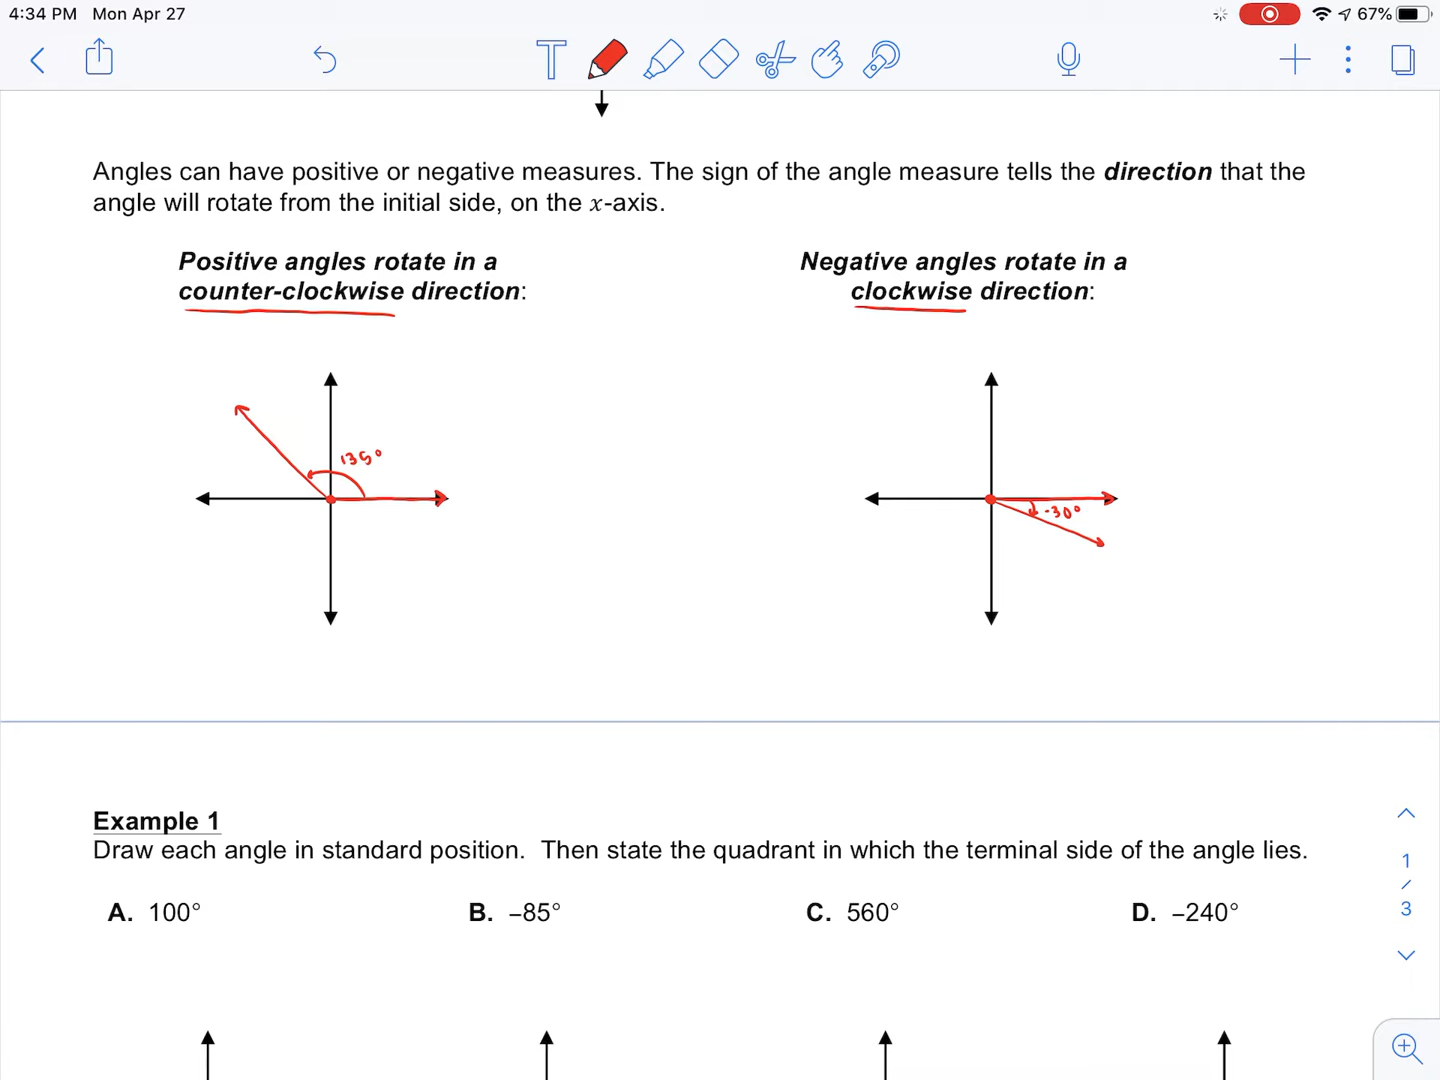 4:34 PM Mon Apr 27
67%
T
Angles can have positive or negative measures. The sign of the angle measure tells the direction that the
angle will rotate from the initial side, on the x-axis.
Positive angles rotate in a
counter-clockwise direction:
Negative angles rotate in a
clockwise direction:
135°
-30°
Example 1
Draw each angle in standard position. Then state the quadrant in which the terminal side of the angle lies.
A. 100°
B. –85°
C. 560°
D. –240°
1
/
3